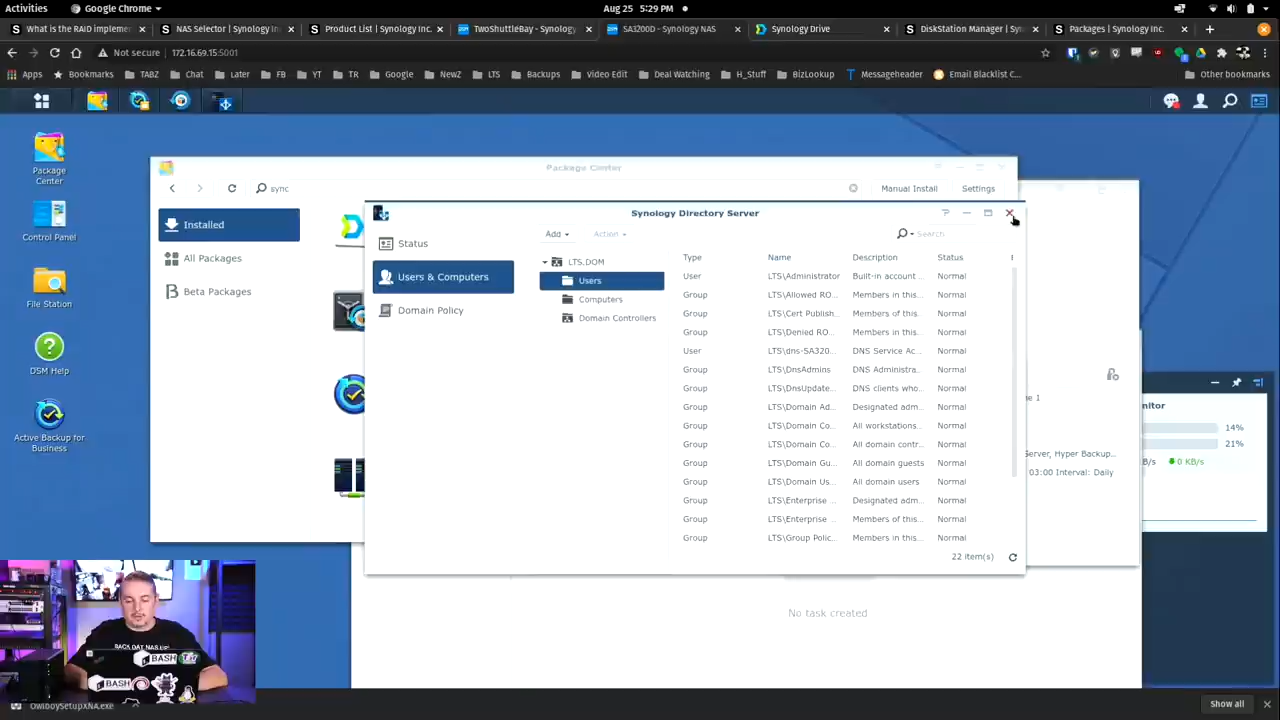 Activities
Google Chrome
Aug 25 5:29 PM
What is the RAID implemen
NAS Selector | Synology In
Product List | Synology Inc.
TwoShuttleBay - Synology
SA3200D - Synology NAS
Synology Drive
DiskStation Manager | Syn
Packages | Synology Inc.
Not secure
172.16.69.15:5001
Apps
Bookmarks
TABZ
Chat
Later
FB
YT
TR
Google
NewZ
LTS
Backups
Video Edit
Deal Watching
H_Stuff
BizLookup
Messageheader
Email Blacklist C...
Other bookmarks
Package Center
Control Panel
File Station
DSM Help
Active Backup for Business
Package Center
sync
Manual Install
Settings
Installed
All Packages
Beta Packages
Synology Directory Server
Status
Users & Computers
Domain Policy
Add
Action
Search
LTS.DOM
Users
Computers
Domain Controllers
Type Name Description Status
User LTS\Administrator Built-in account ... Normal
Group LTS\Allowed RO... Members in this... Normal
Group LTS\Cert Publish... Members of this... Normal
Group LTS\Denied RO... Members in this... Normal
User LTS\dns-SA320... DNS Service Ac... Normal
Group LTS\DnsAdmins DNS Administra... Normal
Group LTS\DnsUpdate... DNS clients who... Normal
Group LTS\Domain Ad... Designated adm... Normal
Group LTS\Domain Co... All workstations... Normal
Group LTS\Domain Co... All domain contr... Normal
Group LTS\Domain Gu... All domain guests Normal
Group LTS\Domain Us... All domain users Normal
Group LTS\Enterprise ... Designated adm... Normal
Group LTS\Enterprise ... Members of this... Normal
Group LTS\Group Polic... Members in this... Normal
22 item(s)
me 1
Server, Hyper Backup...
03:00 Interval: Daily
nitor
14%
21%
B/s
0 KB/s
No task created
BACK DAT NAS UP!
BASH
BASH
OwlboySetupXNA.exe
Show all